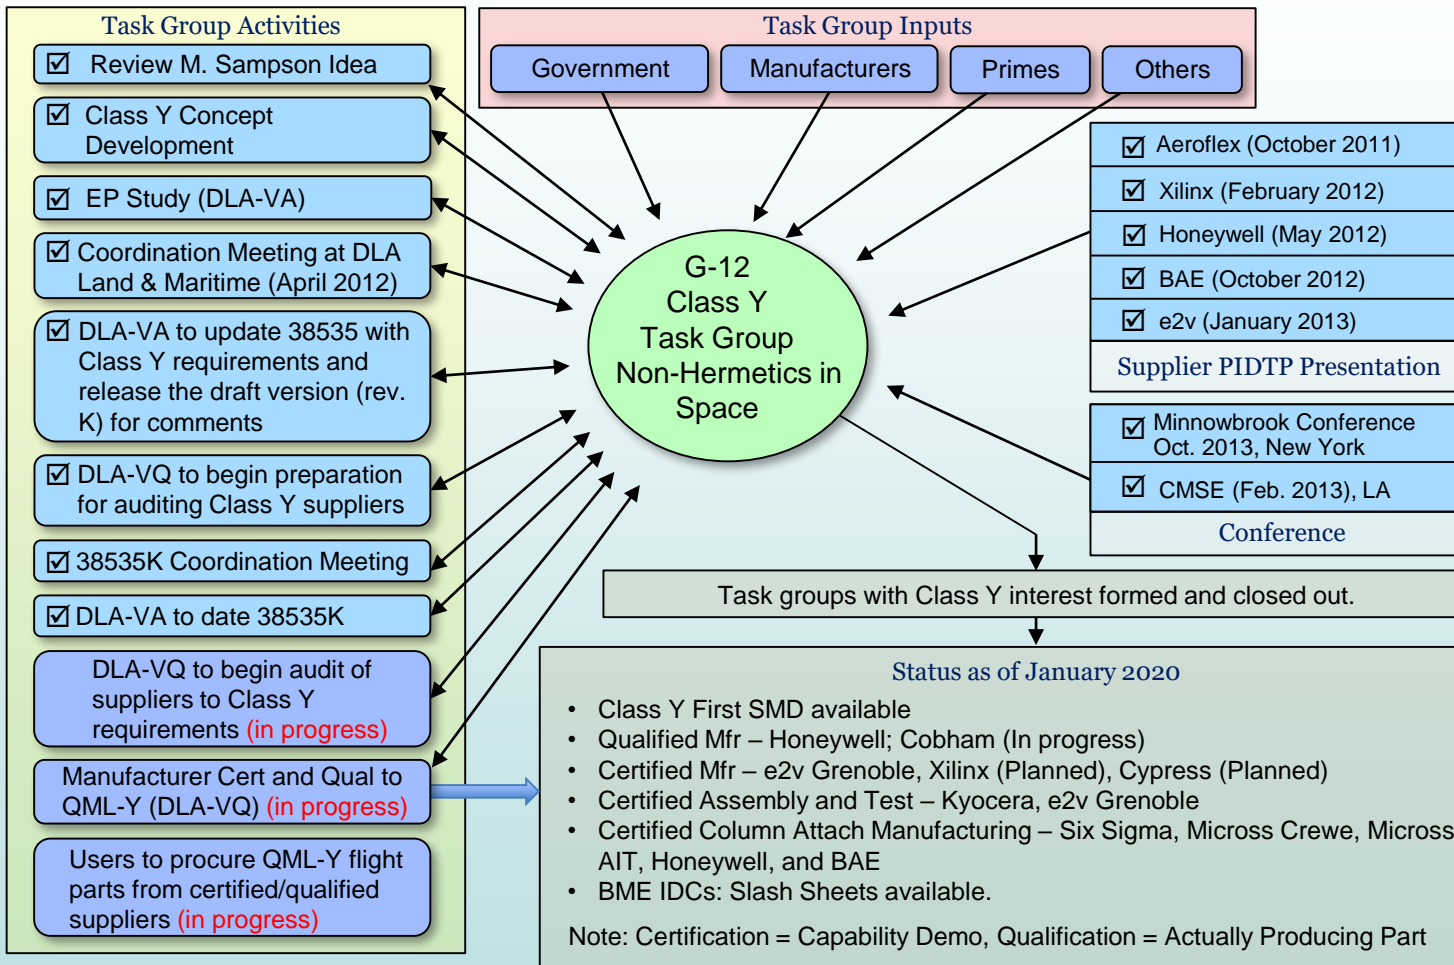 Task Group Activities
☑ Review M. Sampson Idea
☑ Class Y Concept
Development
☑ EP Study (DLA-VA)
☑ Coordination Meeting at DLA
Land & Maritime (April 2012)
☑ DLA-VA to update 38535 with
Class Y requirements and
release the draft version (rev.
K) for comments
☑ DLA-VQ to begin preparation
for auditing Class Y suppliers
☑ 38535K Coordination Meeting
☑ DLA-VA to date 38535K
DLA-VQ to begin audit of
suppliers to Class Y
requirements (in progress)
Manufacturer Cert and Qual to
QML-Y (DLA-VQ) (in progress)
Users to procure QML-Y flight
parts from certified/qualified
suppliers (in progress)
Task Group Inputs
Government
Manufacturers
Primes
Others
G-12
Class Y
Task Group
Non-Hermetics in
Space
☑ Aeroflex (October 2011)
☑ Xilinx (February 2012)
☑ Honeywell (May 2012)
☑ BAE (October 2012)
☑ e2v (January 2013)
Supplier PIDTP Presentation
☑ Minnowbrook Conference
Oct. 2013, New York
☑ CMSE (Feb. 2013), LA
Conference
Task groups with Class Y interest formed and closed out.
Status as of January 2020
• Class Y First SMD available
• Qualified Mfr – Honeywell; Cobham (In progress)
• Certified Mfr – e2v Grenoble, Xilinx (Planned), Cypress (Planned)
• Certified Assembly and Test – Kyocera, e2v Grenoble
• Certified Column Attach Manufacturing – Six Sigma, Micross Crewe, Micross
AIT, Honeywell, and BAE
• BME IDCs: Slash Sheets available.
Note: Certification = Capability Demo, Qualification = Actually Producing Part